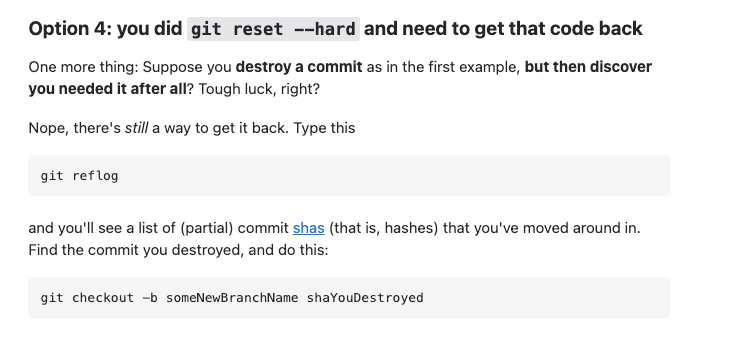 Option 4: you did git reset --hard and need to get that code back
One more thing: Suppose you destroy a commit as in the first example, but then discover
you needed it after all? Tough luck, right?
Nope, there's still a way to get it back. Type this
git reflog
and you'll see a list of (partial) commit shas (that is, hashes) that you've moved around in.
Find the commit you destroyed, and do this:
git checkout -b someNewBranchName shaYouDestroyed